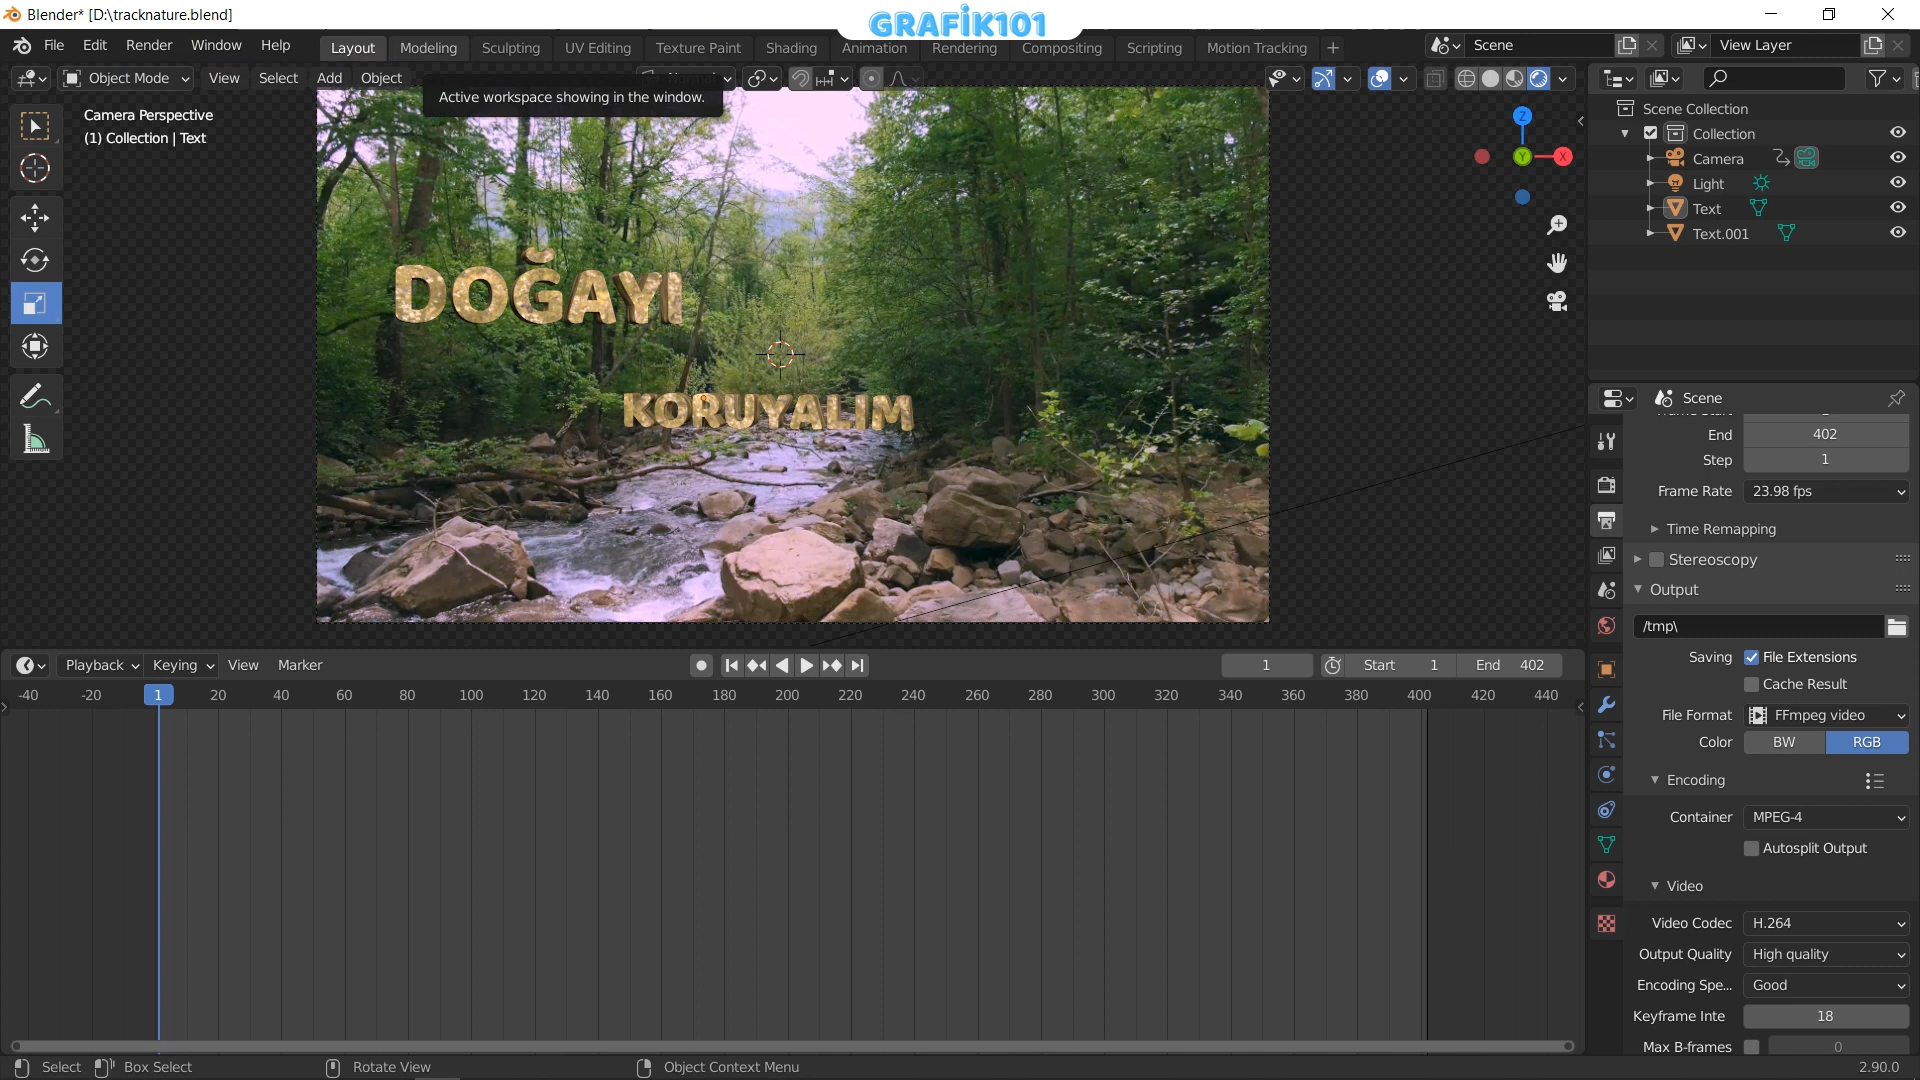 Blender* [D:\tracknature.blend]
GRAFİK101
File Edit Render Window Help
Layout Modeling Sculpting UV Editing Texture Paint Shading Animation Rendering Compositing Scripting Motion Tracking +
Scene
View Layer
Object Mode View Select Add Object
Active workspace showing in the window.
Camera Perspective
(1) Collection | Text
Z
Y
X
DOĞAYI
KORUYALIM
Scene Collection
Collection
Camera
Light
Text
Text.001
Scene
End 402
Step 1
Frame Rate 23.98 fps
Time Remapping
Stereoscopy
Output
/tmp\
Saving File Extensions
Cache Result
File Format FFmpeg video
Color BW RGB
Encoding
Container MPEG-4
Autosplit Output
Video
Video Codec H.264
Output Quality High quality
Encoding Spe... Good
Keyframe Inte 18
Max B-frames 0
Playback Keying View Marker
1 Start 1 End 402
-40 -20 1 20 40 60 80 100 120 140 160 180 200 220 240 260 280 300 320 340 360 380 400 420 440
Select Box Select Rotate View Object Context Menu
2.90.0